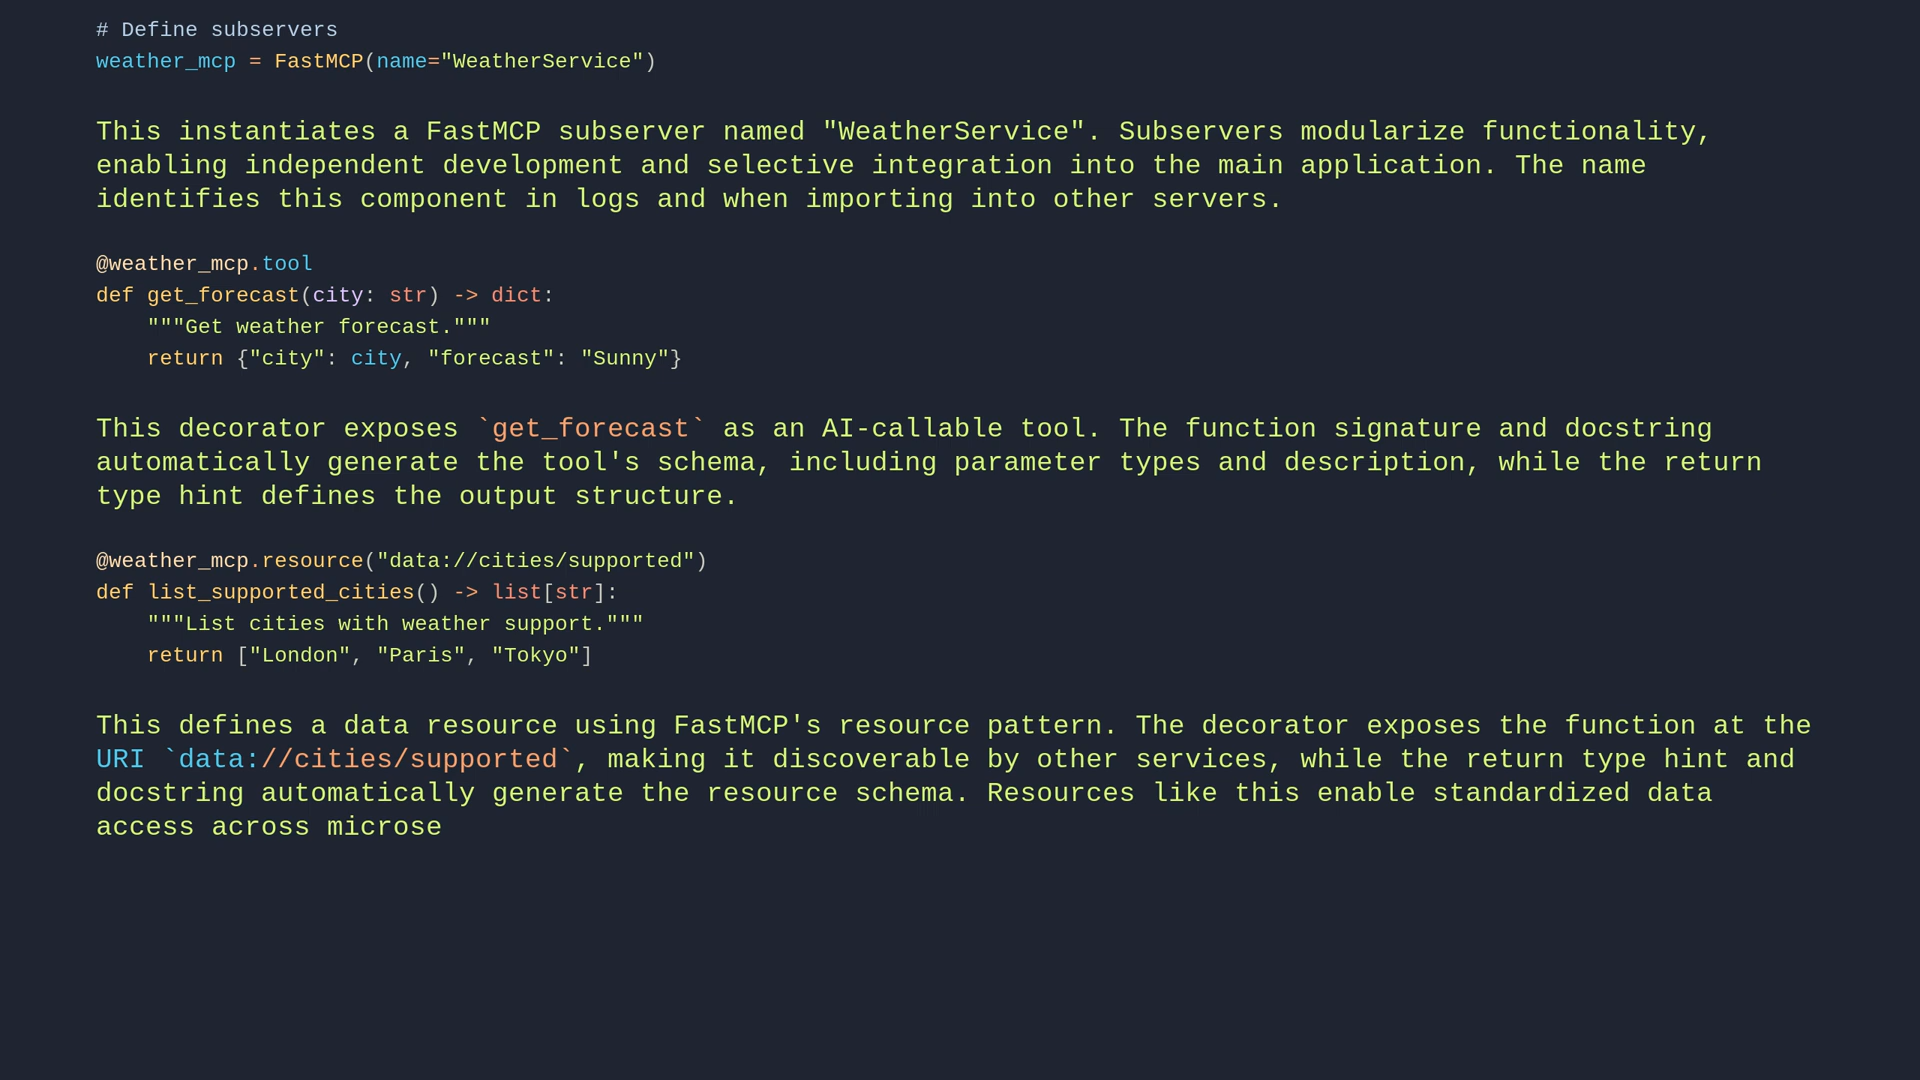 # Define subservers
weather_mcp = FastMCP(name="WeatherService")
This instantiates a FastMCP subserver named "WeatherService". Subservers modularize functionality,
enabling independent development and selective integration into the main application. The name
identifies this component in logs and when importing into other servers.
@weather_mcp.tool
def get_forecast(city: str) -> dict:
    """Get weather forecast."""
    return {"city": city, "forecast": "Sunny"}
This decorator exposes `get_forecast` as an AI-callable tool. The function signature and docstring
automatically generate the tool's schema, including parameter types and description, while the return
type hint defines the output structure.
@weather_mcp.resource("data://cities/supported")
def list_supported_cities() -> list[str]:
    """List cities with weather support."""
    return ["London", "Paris", "Tokyo"]
This defines a data resource using FastMCP's resource pattern. The decorator exposes the function at the
URI `data://cities/supported`, making it discoverable by other services, while the return type hint and
docstring automatically generate the resource schema. Resources like this enable standardized data
access across microse